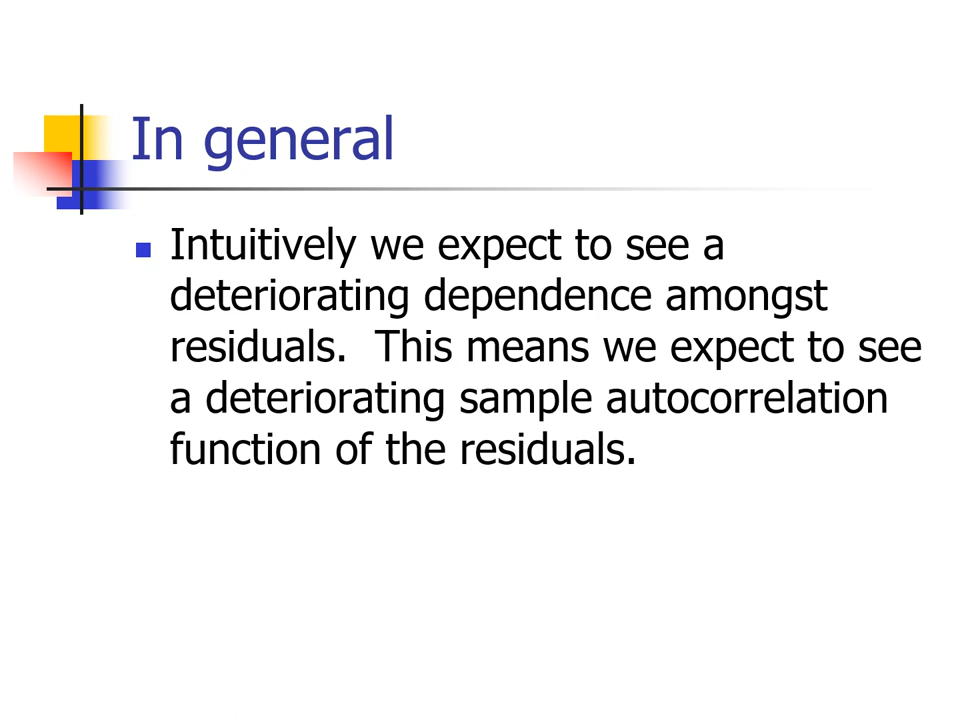 In general
Intuitively we expect to see a
deteriorating dependence amongst
residuals.  This means we expect to see
a deteriorating sample autocorrelation
function of the residuals.